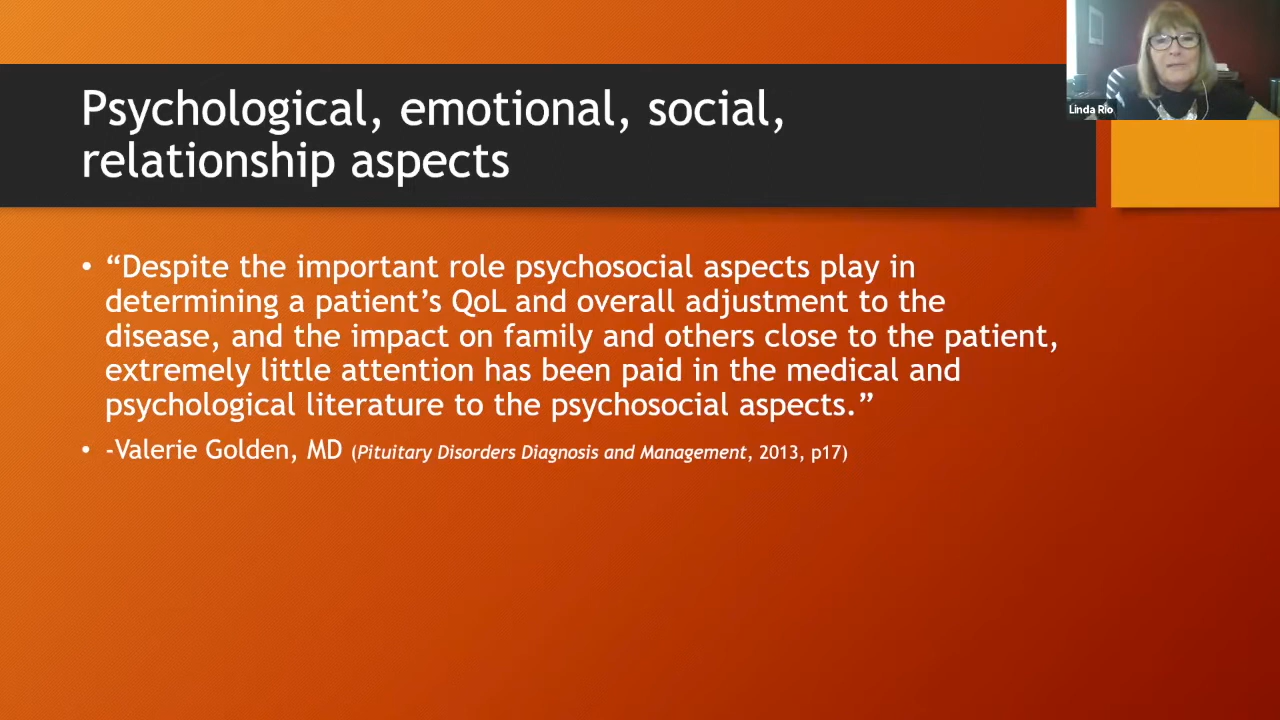 Psychological, emotional, social,
relationship aspects
Linda Rio
• “Despite the important role psychosocial aspects play in
determining a patient’s QoL and overall adjustment to the
disease, and the impact on family and others close to the patient,
extremely little attention has been paid in the medical and
psychological literature to the psychosocial aspects.”
• -Valerie Golden, MD (Pituitary Disorders Diagnosis and Management, 2013, p17)